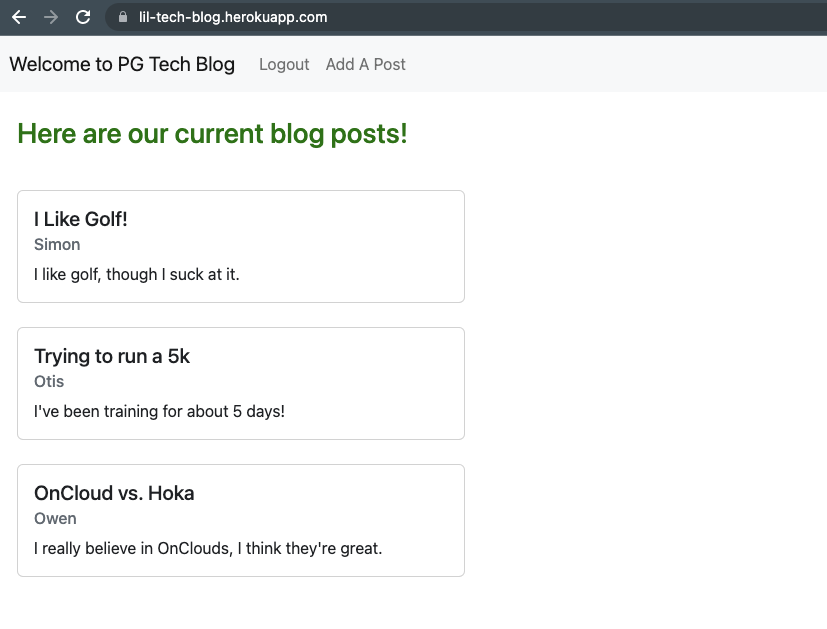 lil-tech-blog.herokuapp.com
Welcome to PG Tech Blog Logout Add A Post
Here are our current blog posts!
I Like Golf!
Simon
I like golf, though I suck at it.
Trying to run a 5k
Otis
I've been training for about 5 days!
OnCloud vs. Hoka
Owen
I really believe in OnClouds, I think they're great.